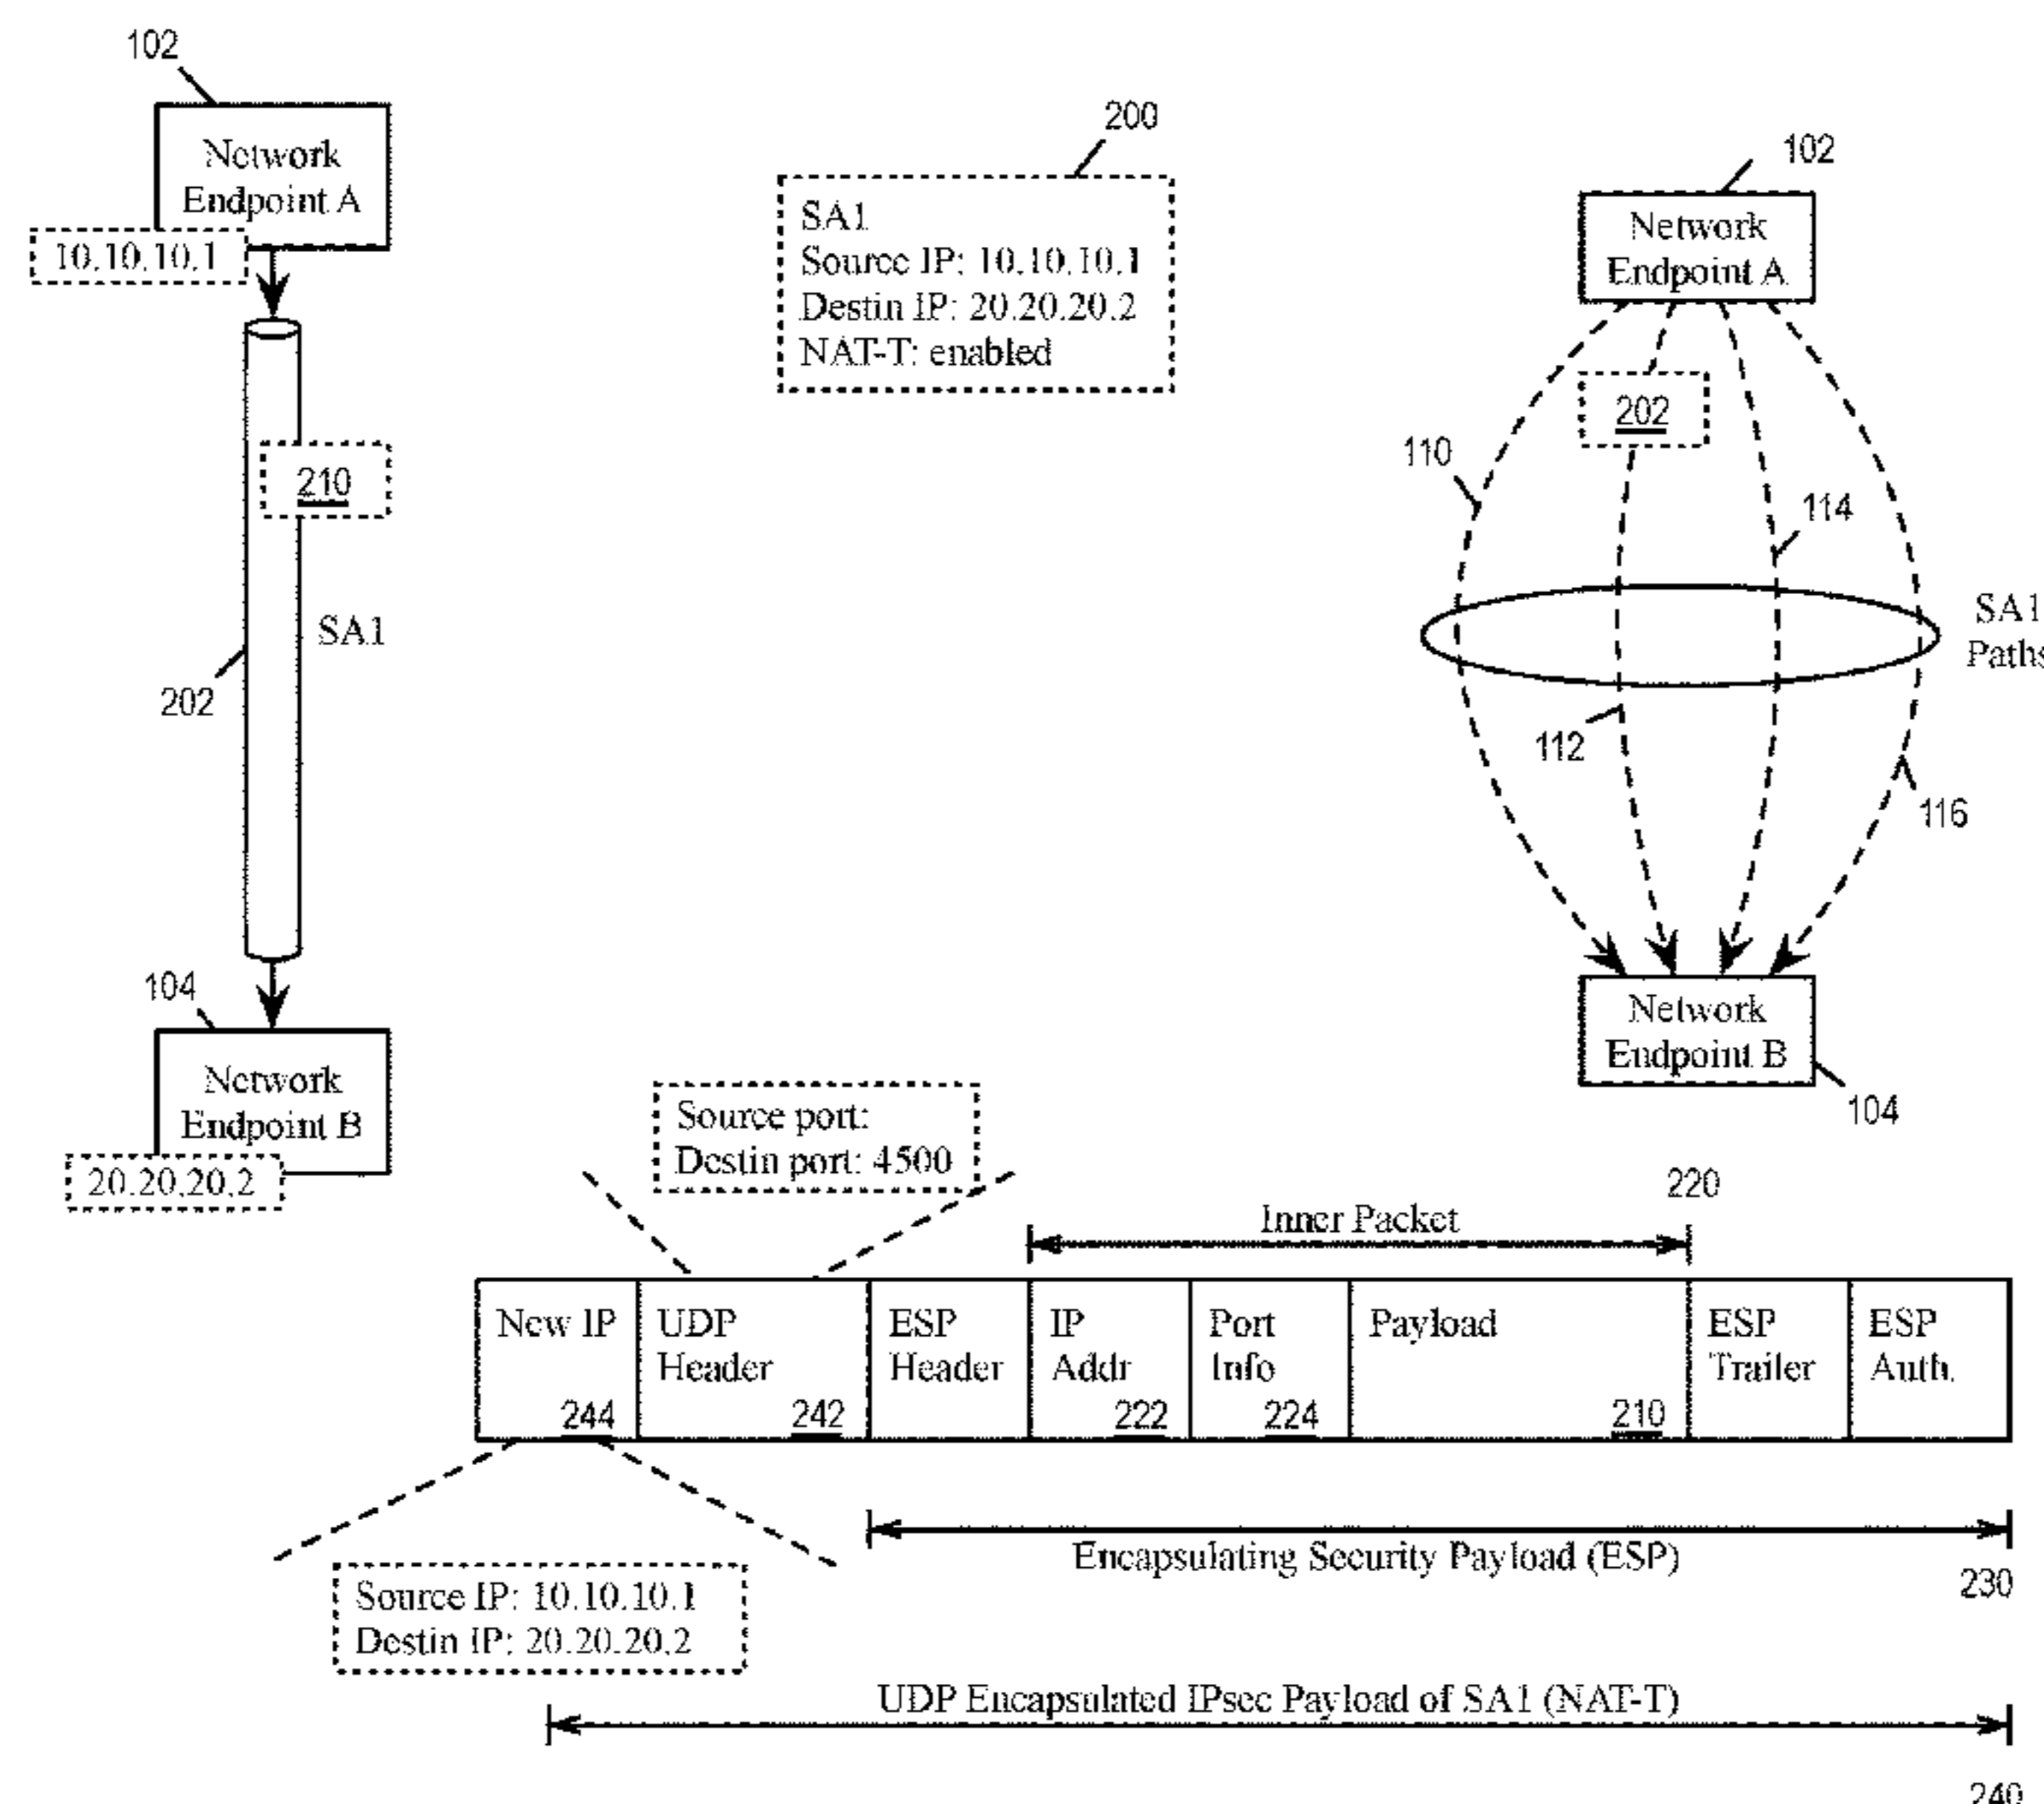 102
Network
Endpoint A
10.10.10.1
210
SA1
202
104
Network
Endpoint B
20.20.20.2
200
SA1
Source IP: 10.10.10.1
Destin IP: 20.20.20.2
NAT-T: enabled
102
Network
Endpoint A
202
110
114
SA1
Paths
112
116
Network
Endpoint B
104
Source port:
Destin port: 4500
220
Inner Packet
New IP
244
UDP
Header
242
ESP
Header
IP
Addr
222
Port
Info
224
Payload
210
ESP
Trailer
ESP
Auth.
Encapsulating Security Payload (ESP)
230
Source IP: 10.10.10.1
Destin IP: 20.20.20.2
UDP Encapsulated IPsec Payload of SA1 (NAT-T)
240